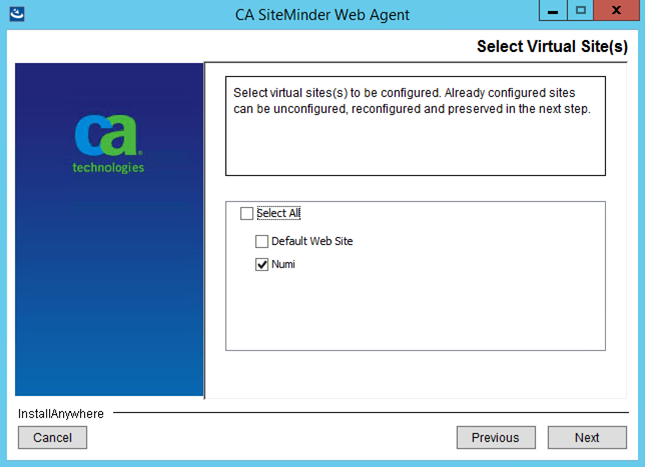 CA SiteMinder Web Agent
Select Virtual Site(s)
ca
technologies
Select virtual sites(s) to be configured. Already configured sites
can be unconfigured, reconfigured and preserved in the next step.
Select All
Default Web Site
Numi
InstallAnywhere
Cancel
Previous
Next